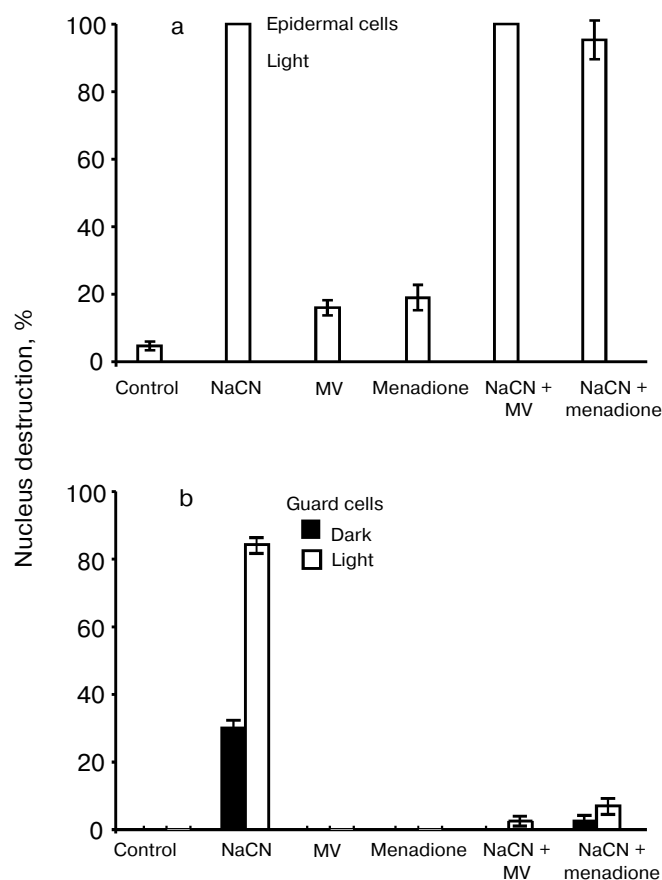 a
Epidermal cells
Light
100
80
60
40
20
0
Control
NaCN
MV
Menadione
NaCN +
MV
NaCN +
menadione
Nucleus destruction, %
b
Guard cells
Dark
Light
100
80
60
40
20
0
Control
NaCN
MV
Menadione
NaCN +
MV
NaCN +
menadione